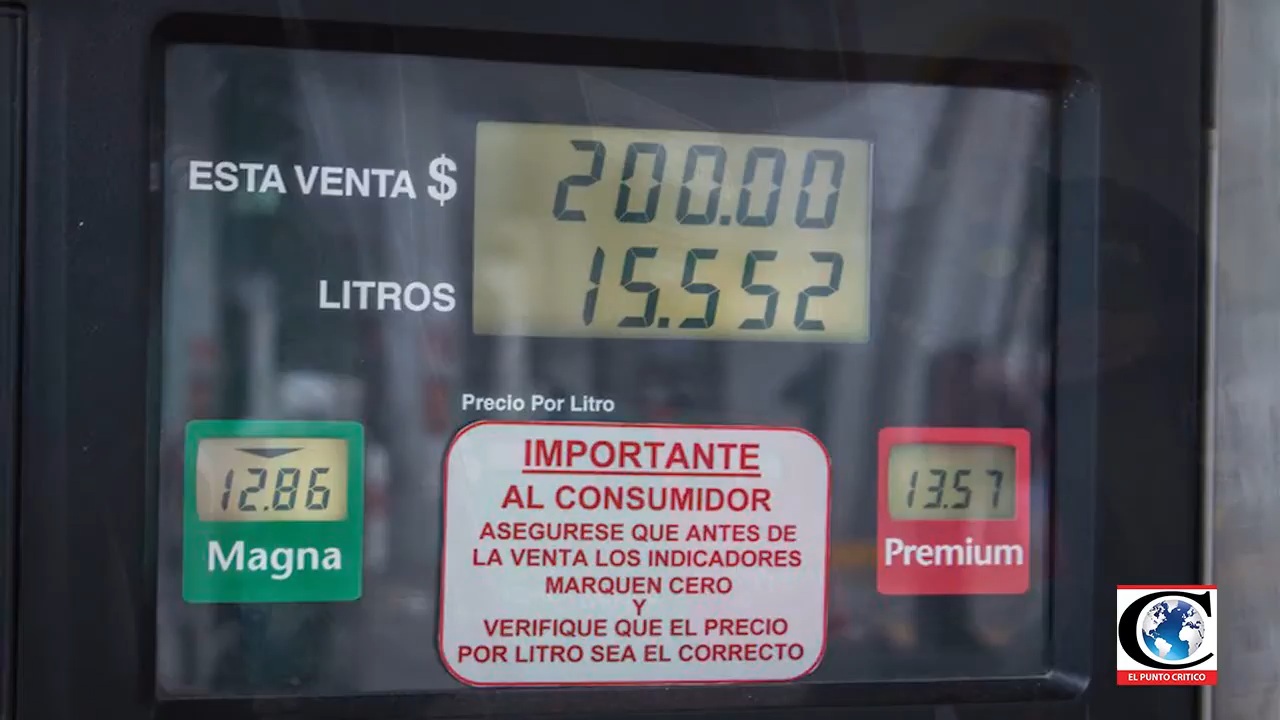 ESTA VENTA $ 200.00
LITROS 15.552
Precio Por Litro
12.86
Magna
IMPORTANTE
AL CONSUMIDOR
ASEGURESE QUE ANTES DE
LA VENTA LOS INDICADORES
MARQUEN CERO
Y
VERIFIQUE QUE EL PRECIO
POR LITRO SEA EL CORRECTO
13.57
Premium
C
EL PUNTO CRITICO